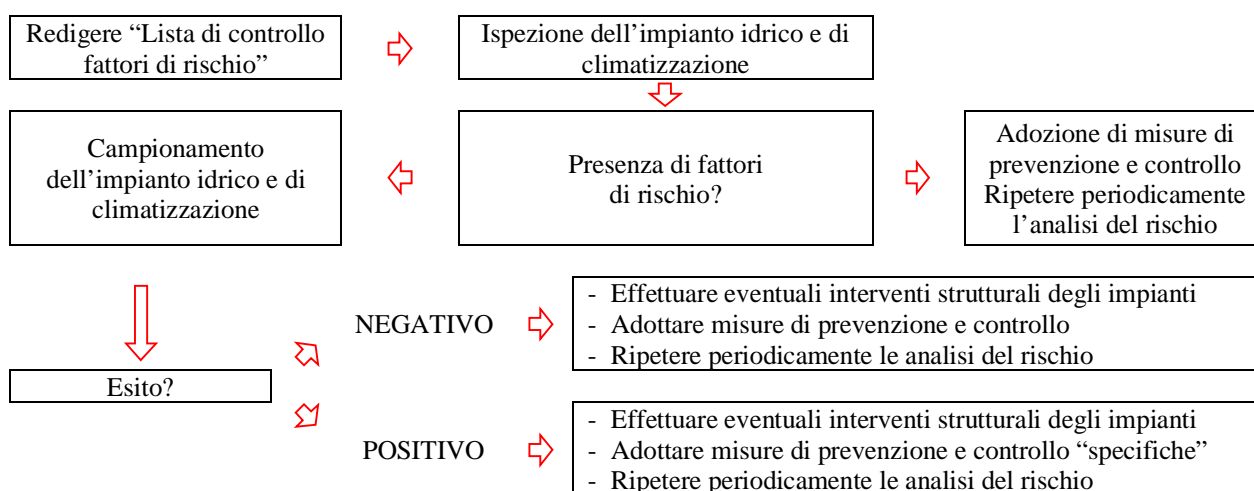 Redigere “Lista di controllo
fattori di rischio”
Ispezione dell’impianto idrico e di
climatizzazione
Campionamento
dell’impianto idrico e di
climatizzazione
Presenza di fattori
di rischio?
Adozione di misure di
prevenzione e controllo
Ripetere periodicamente
l’analisi del rischio
Esito?
NEGATIVO
- Effettuare eventuali interventi strutturali degli impianti
- Adottare misure di prevenzione e controllo
- Ripetere periodicamente le analisi del rischio
POSITIVO
- Effettuare eventuali interventi strutturali degli impianti
- Adottare misure di prevenzione e controllo “specifiche”
- Ripetere periodicamente le analisi del rischio